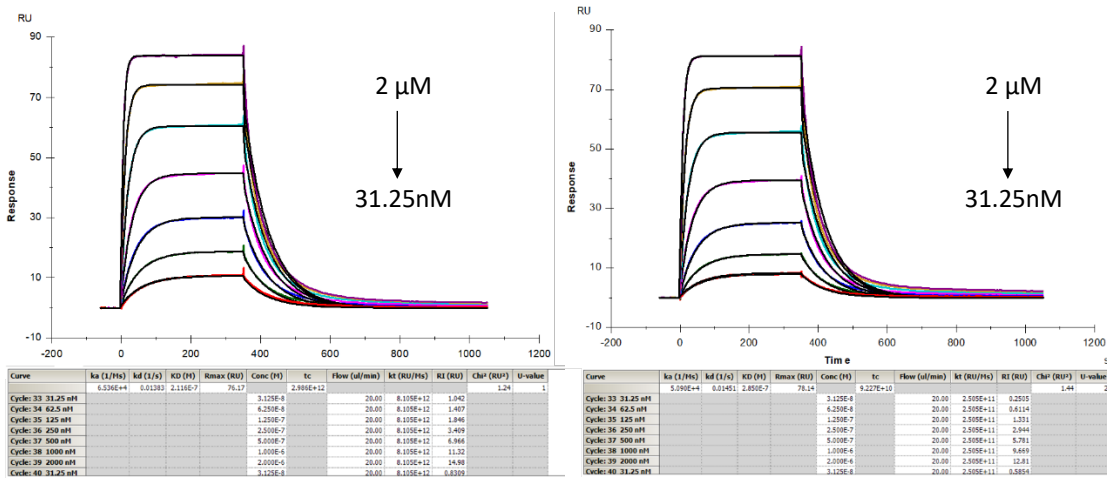 RU
90
70
50
30
10
-10
-200 0 200 400 600 800 1000 1200
Response
2 µM
31.25nM
Curve ka (1/Ms) kd (1/s) KD (M) Rmax (RU) Conc (M) tc Flow (ul/min) kt (RU/Ms) RI (RU) Chi² (RU²) U-value
6.536E+4 0.01383 2.116E-7 76.17 2.986E+12 1.24 1
Cycle: 33 31.25 nM 3.125E-8 20.00 8.105E+12 1.042
Cycle: 34 62.5 nM 6.250E-8 20.00 8.105E+12 1.407
Cycle: 35 125 nM 1.250E-7 20.00 8.105E+12 1.846
Cycle: 36 250 nM 2.500E-7 20.00 8.105E+12 3.409
Cycle: 37 500 nM 5.000E-7 20.00 8.105E+12 6.966
Cycle: 38 1000 nM 1.000E-6 20.00 8.105E+12 11.32
Cycle: 39 2000 nM 2.000E-6 20.00 8.105E+12 14.98
Cycle: 40 31.25 nM 3.125E-8 20.00 8.105E+12 0.8309
RU
90
70
50
30
10
-10
-200 0 200 400 600 800 1000 1200
Response
Time s
2 µM
31.25nM
Curve ka (1/Ms) kd (1/s) KD (M) Rmax (RU) Conc (M) tc Flow (ul/min) kt (RU/Ms) RI (RU) Chi² (RU²) U-value
5.090E+4 0.01451 2.850E-7 78.14 9.227E+10 1.44 2
Cycle: 33 31.25 nM 3.125E-8 20.00 2.505E+11 0.2505
Cycle: 34 62.5 nM 6.250E-8 20.00 2.505E+11 0.6114
Cycle: 35 125 nM 1.250E-7 20.00 2.505E+11 1.331
Cycle: 36 250 nM 2.500E-7 20.00 2.505E+11 2.944
Cycle: 37 500 nM 5.000E-7 20.00 2.505E+11 5.781
Cycle: 38 1000 nM 1.000E-6 20.00 2.505E+11 9.669
Cycle: 39 2000 nM 2.000E-6 20.00 2.505E+11 12.81
Cycle: 40 31.25 nM 3.125E-8 20.00 2.505E+11 0.5854